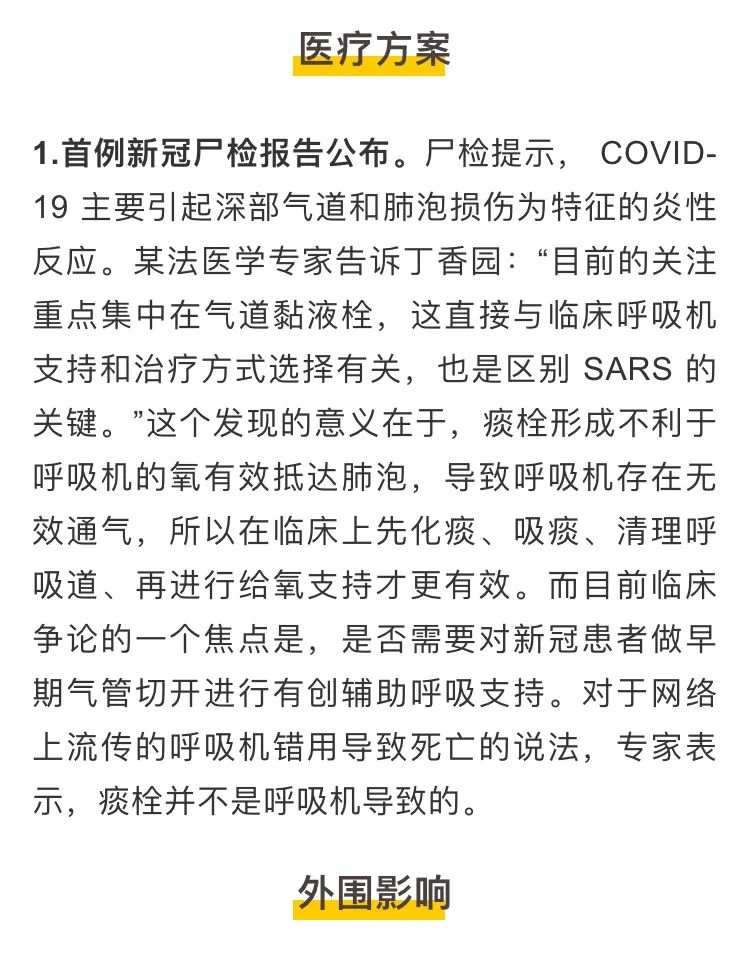 医疗方案
1.首例新冠尸检报告公布。尸检提示， COVID-
19 主要引起深部气道和肺泡损伤为特征的炎性
反应。某法医学专家告诉丁香园：“目前的关注
重点集中在气道黏液栓，这直接与临床呼吸机
支持和治疗方式选择有关，也是区别 SARS 的
关键。”这个发现的意义在于，痰栓形成不利于
呼吸机的氧有效抵达肺泡，导致呼吸机存在无
效通气，所以在临床上先化痰、吸痰、清理呼
吸道、再进行给氧支持才更有效。而目前临床
争论的一个焦点是，是否需要对新冠患者做早
期气管切开进行有创辅助呼吸支持。对于网络
上流传的呼吸机错用导致死亡的说法，专家表
示，痰栓并不是呼吸机导致的。
外围影响